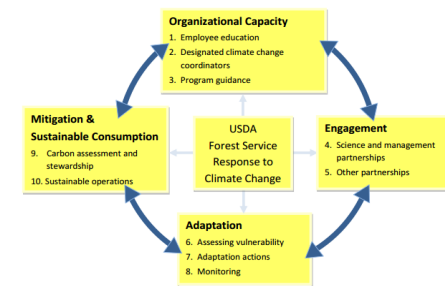 Organizational Capacity
1. Employee education
2. Designated climate change
coordinators
3. Program guidance
Mitigation &
Sustainable Consumption
9. Carbon assessment and
stewardship
10. Sustainable operations
USDA
Forest Service
Response to
Climate Change
Engagement
4. Science and management
partnerships
5. Other partnerships
Adaptation
6. Assessing vulnerability
7. Adaptation actions
8. Monitoring